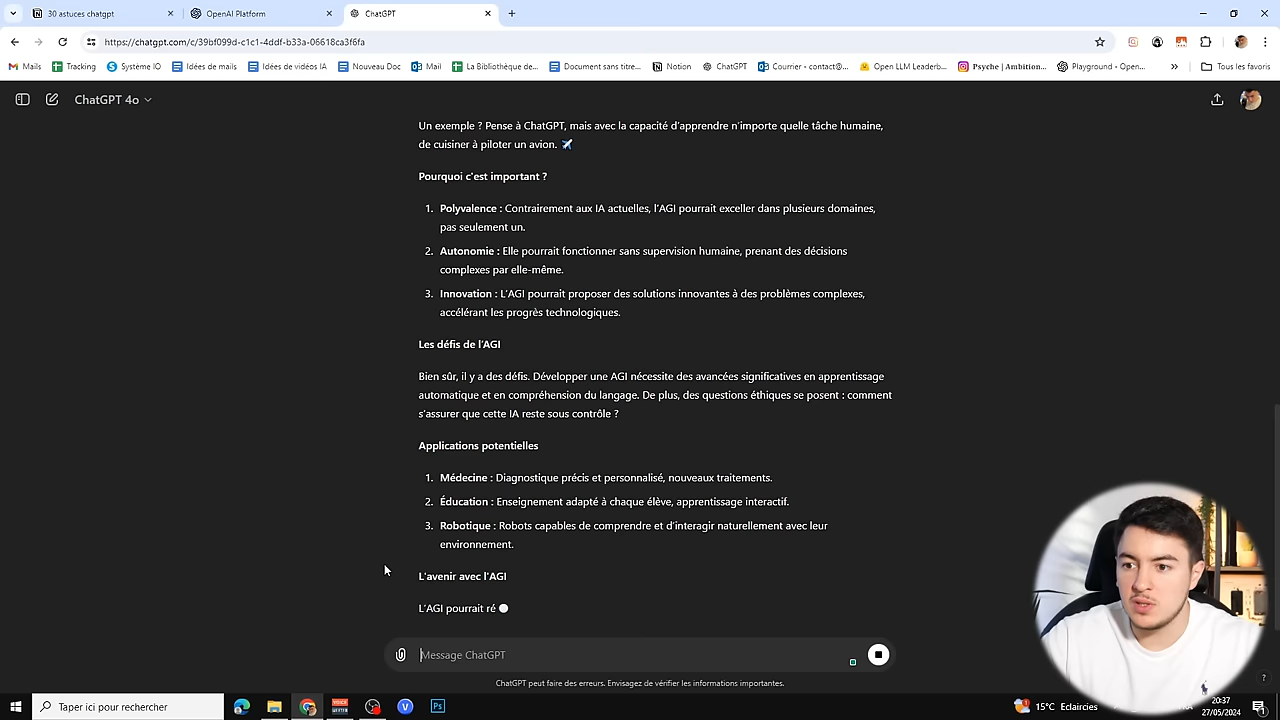 30 astuces chatgpt
OpenAI Platform
ChatGPT
https://chatgpt.com/c/39bf099d-c1c1-4ddf-b33a-06618ca3f6fa
Mails
Tracking
Système IO
Idées de mails
Idées de vidéos IA
Nouveau Doc
Mail
La Bibliothèque de...
Document sans titre...
Notion
ChatGPT
Courrier - contact@...
Open LLM Leaderb...
Psyche | Ambition...
Playground - Open...
Tous les favoris
ChatGPT 4o
Un exemple ? Pense à ChatGPT, mais avec la capacité d'apprendre n'importe quelle tâche humaine,
de cuisiner à piloter un avion. ✈️
Pourquoi c'est important ?
1. Polyvalence : Contrairement aux IA actuelles, l'AGI pourrait exceller dans plusieurs domaines,
pas seulement un.
2. Autonomie : Elle pourrait fonctionner sans supervision humaine, prenant des décisions
complexes par elle-même.
3. Innovation : L'AGI pourrait proposer des solutions innovantes à des problèmes complexes,
accélérant les progrès technologiques.
Les défis de l'AGI
Bien sûr, il y a des défis. Développer une AGI nécessite des avancées significatives en apprentissage
automatique et en compréhension du langage. De plus, des questions éthiques se posent : comment
s'assurer que cette IA reste sous contrôle ?
Applications potentielles
1. Médecine : Diagnostique précis et personnalisé, nouveaux traitements.
2. Éducation : Enseignement adapté à chaque élève, apprentissage interactif.
3. Robotique : Robots capables de comprendre et d'interagir naturellement avec leur
environnement.
L'avenir avec l'AGI
L'AGI pourrait ré
Message ChatGPT
ChatGPT peut faire des erreurs. Envisagez de vérifier les informations importantes.
?
Taper ici pour rechercher
Ps
15°C Eclaircies
20:37
27/05/2024